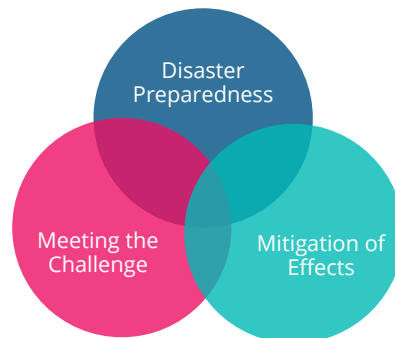 Disaster
Preparedness
Meeting the
Challenge
Mitigation of
Effects